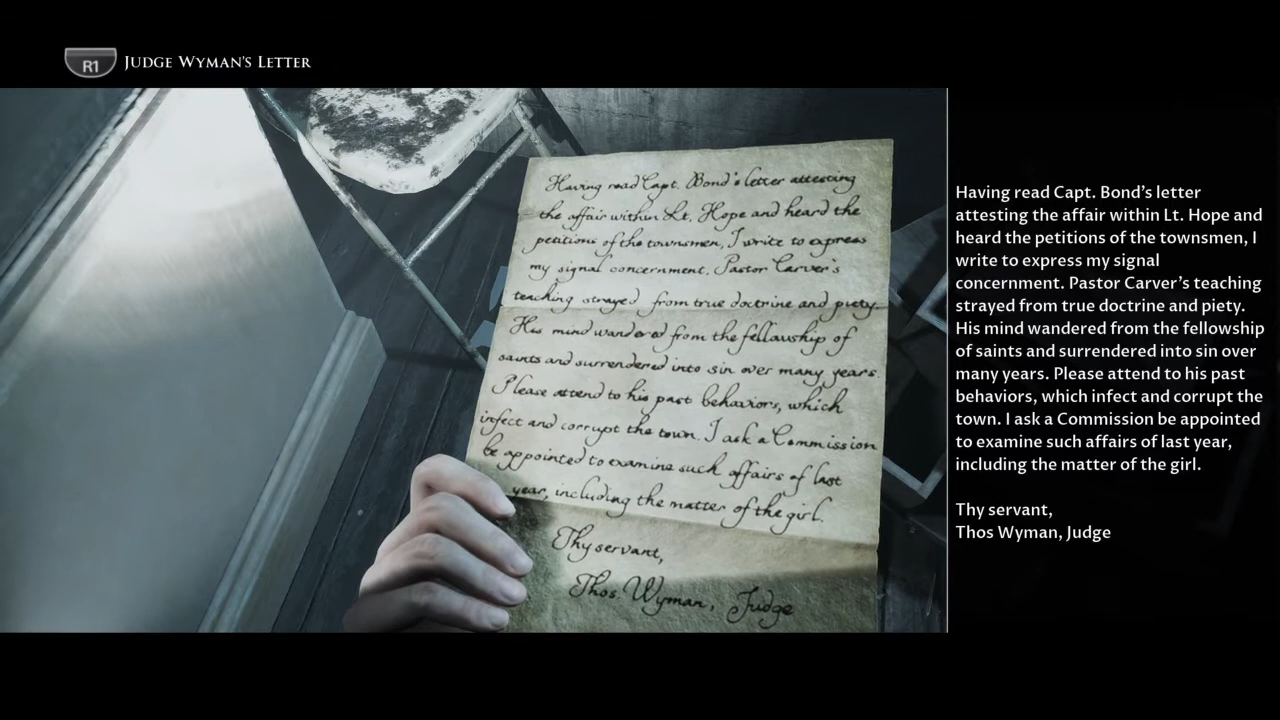 R1 JUDGE WYMAN'S LETTER
Having read Capt. Bond's letter attesting
the affair within Lt. Hope and heard the
petitions of the townsmen, I write to express
my signal concernment. Pastor Carver's
teaching strayed from true doctrine and piety.
His mind wandered from the fellowship of
saints and surrendered into sin over many years.
Please attend to his past behaviors, which
infect and corrupt the town. I ask a Commission
be appointed to examine such affairs of last
year, including the matter of the girl.
Thy servant,
Thos. Wyman, Judge
Having read Capt. Bond's letter
attesting the affair within Lt. Hope and
heard the petitions of the townsmen, I
write to express my signal
concernment. Pastor Carver's teaching
strayed from true doctrine and piety.
His mind wandered from the fellowship
of saints and surrendered into sin over
many years. Please attend to his past
behaviors, which infect and corrupt the
town. I ask a Commission be appointed
to examine such affairs of last year,
including the matter of the girl.
Thy servant,
Thos Wyman, Judge